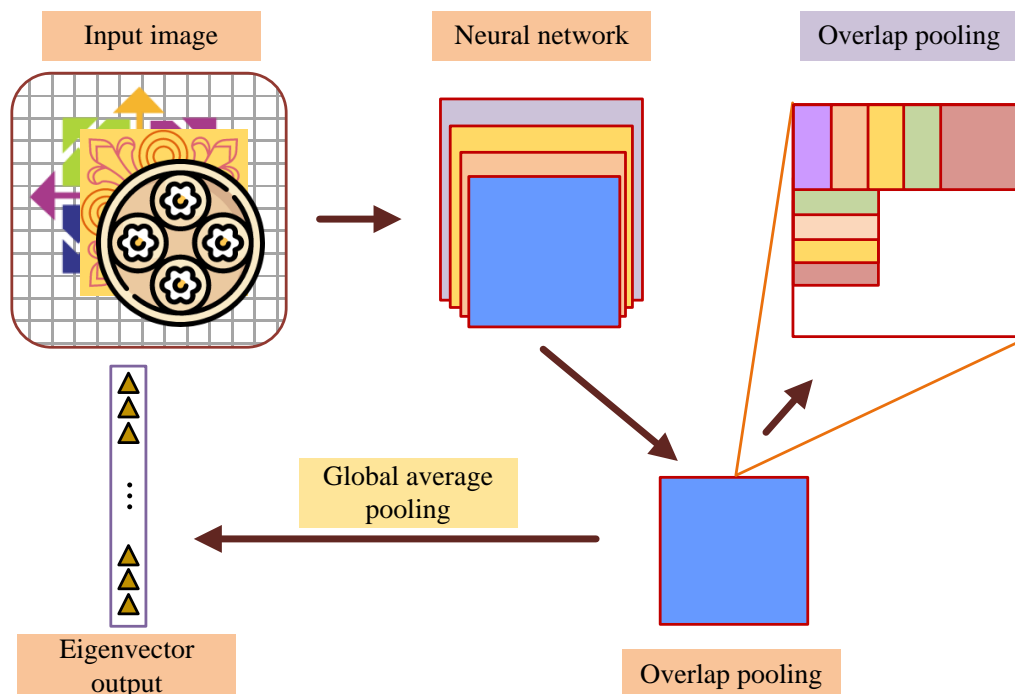 Input image
Neural network
Overlap pooling
Global average
pooling
...
Eigenvector
output
Overlap pooling